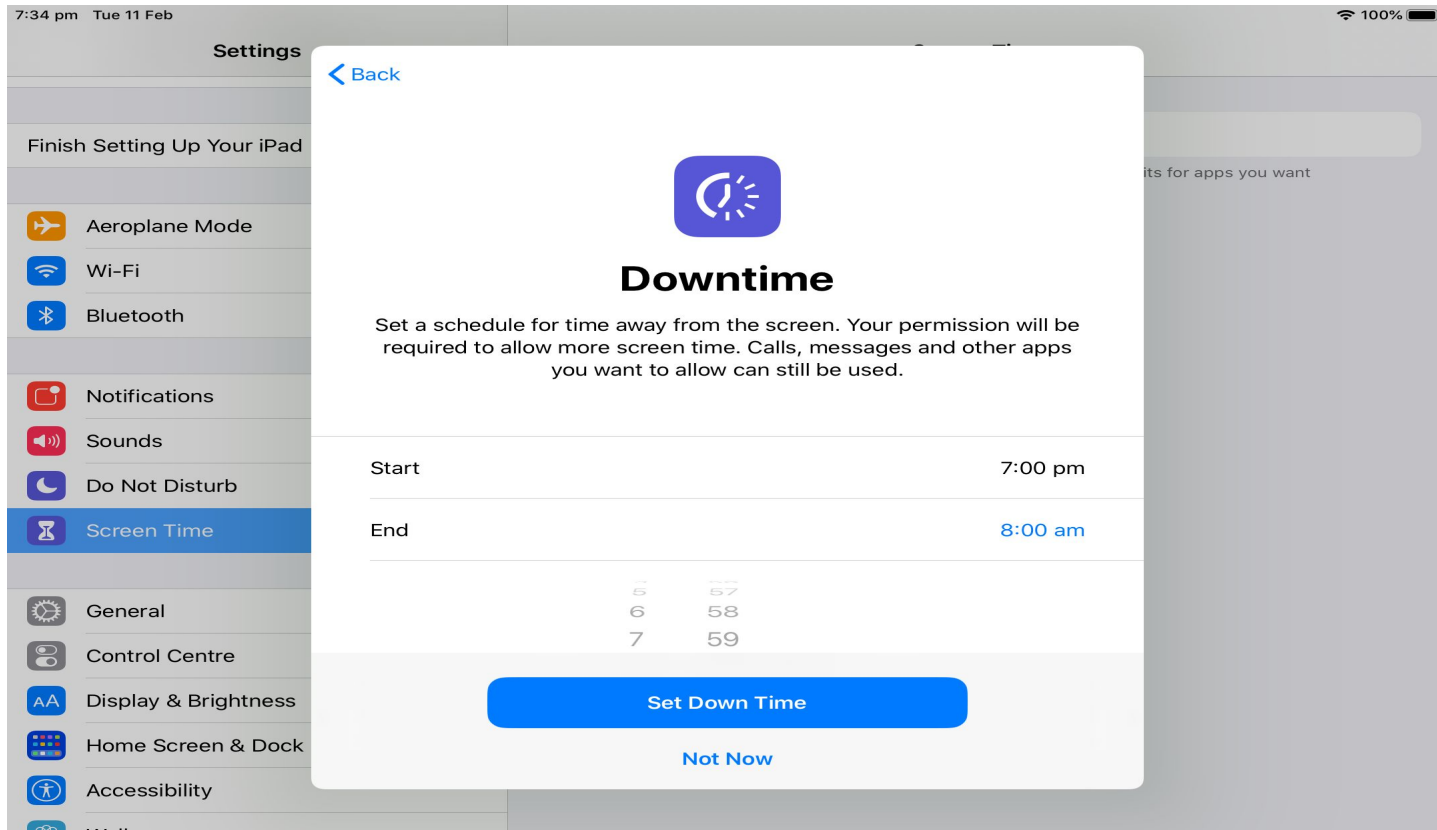 7:34 pm Tue 11 Feb
100%
Settings
Back
Finish Setting Up Your iPad
its for apps you want
Aeroplane Mode
Wi-Fi
Bluetooth
Downtime
Set a schedule for time away from the screen. Your permission will be
required to allow more screen time. Calls, messages and other apps
you want to allow can still be used.
Notifications
Sounds
Do Not Disturb
Screen Time
Start 7:00 pm
End 8:00 am
5 57
6 58
7 59
General
Control Centre
AA Display & Brightness
Home Screen & Dock
Accessibility
Set Down Time
Not Now